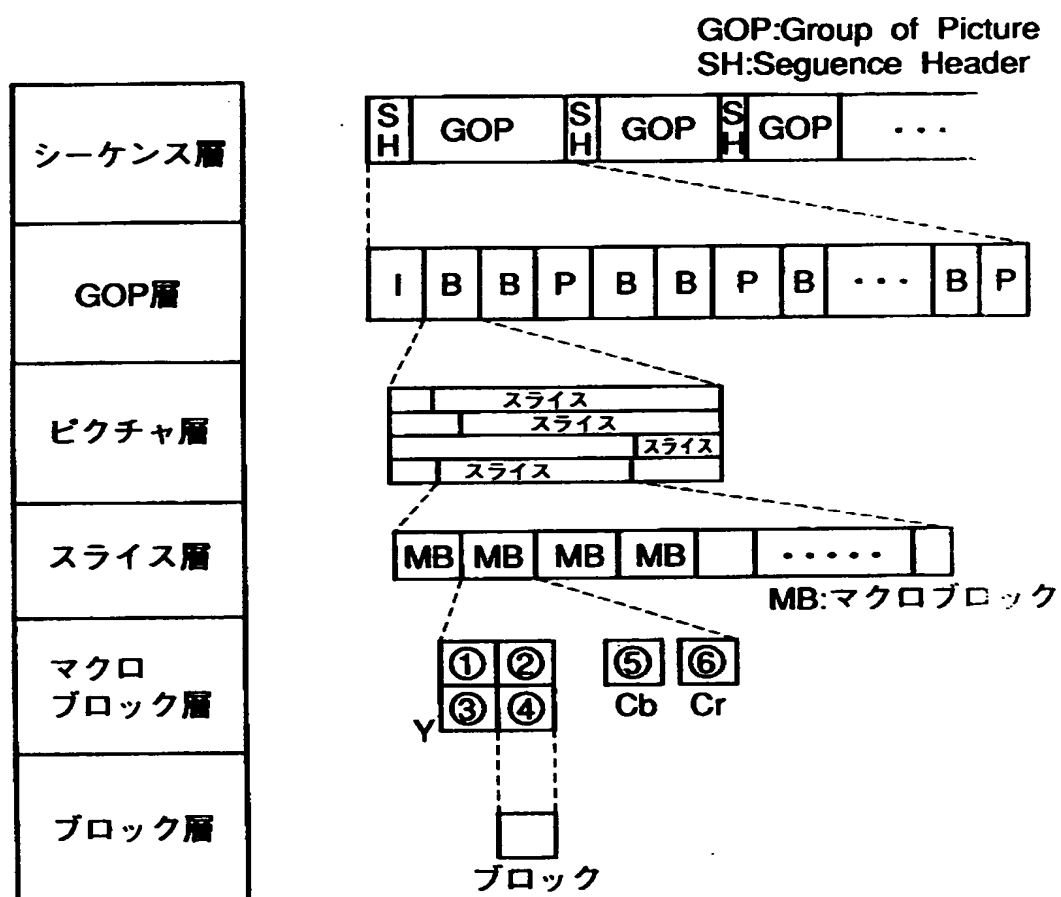 GOP:Group of Picture
SH:Seguence Header
シーケンス層
SH GOP SH GOP SH GOP ・・・
GOP層
I B B P B B P B ・・・ B P
ピクチャ層
スライス
スライス
スライス
スライス
スライス層
MB MB MB MB ・・・・・
MB:マクロブロック
マクロ
ブロック層
① ② ⑤ ⑥
③ ④ Cb Cr
Y
ブロック層
ブロック